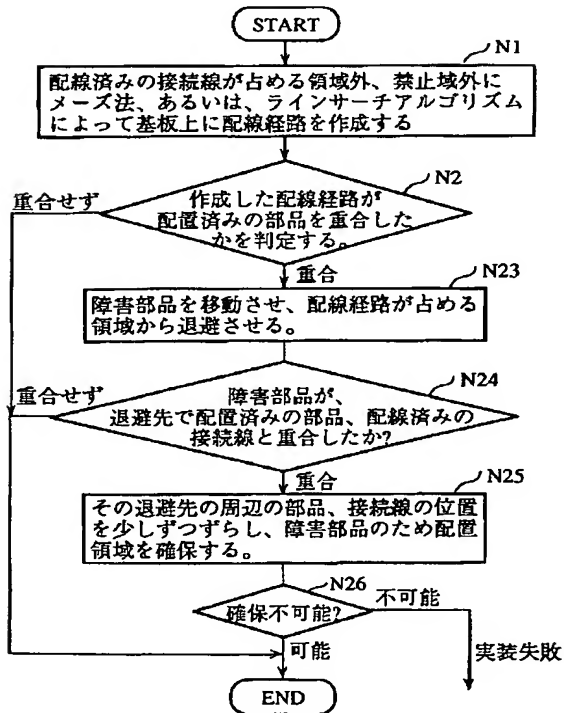 START
N1
配線済みの接続線が占める領域外、禁止域外に
メーズ法、あるいは、ラインサーチアルゴリズム
によって基板上に配線経路を作成する
N2
重合せず
作成した配線経路が
配置済みの部品を重合した
かを判定する。
重合
N23
障害部品を移動させ、配線経路が占める
領域から退避させる。
N24
重合せず
障害部品が、
退避先で配置済みの部品、配線済みの
接続線と重合したか?
重合
N25
その退避先の周辺の部品、接続線の位置
を少しずつずらし、障害部品のため配置
領域を確保する。
N26
不可能
確保不可能?
可能
実装失敗
END